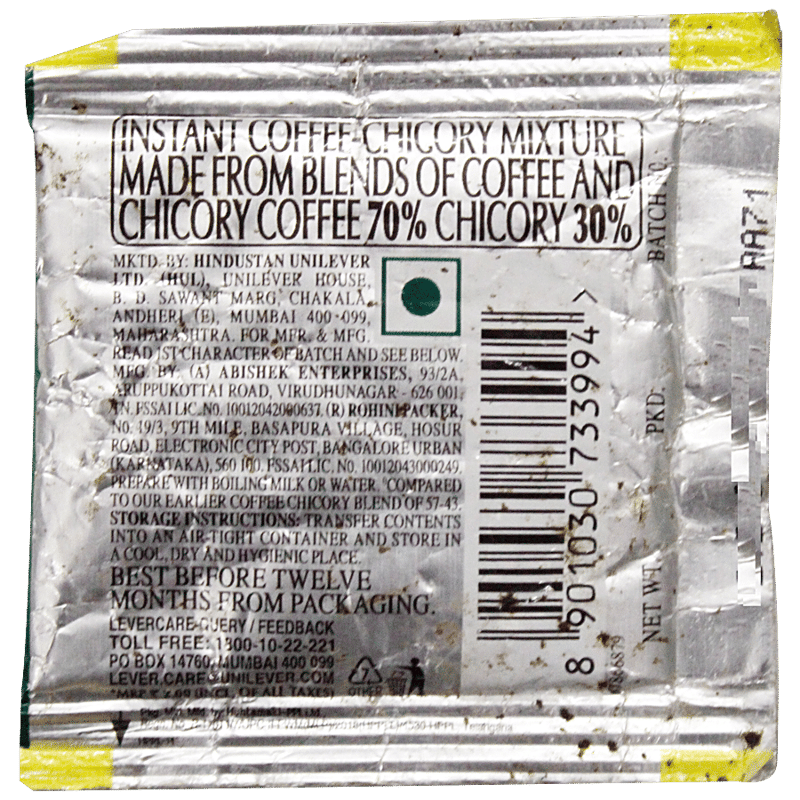 INSTANT COFFEE-CHICORY MIXTURE
MADE FROM BLENDS OF COFFEE AND
CHICORY COFFEE 70% CHICORY 30%
MKTD. BY: HINDUSTAN UNILEVER
LTD. (HUL), UNILEVER HOUSE,
B. D. SAWANT MARG, CHAKALA,
ANDHERI (E), MUMBAI 400 099,
MAHARASHTRA. FOR MFR. & MFG.
READ 1ST CHARACTER OF BATCH AND SEE BELOW.
MFG. BY: (A) ABISHEK ENTERPRISES, 93/2A,
ARUPPUKOTTAI ROAD, VIRUDHUNAGAR - 626 001,
TN. FSSAI LIC. NO. 10012042000637. (R) ROHINI PACKER,
NO. 19/3, 9TH MILE, BASAPURA VILLAGE, HOSUR
ROAD, ELECTRONIC CITY POST, BANGALORE URBAN
(KARNATAKA), 560 100. FSSAI LIC. NO. 10012043000249.
PREPARE WITH BOILING MILK OR WATER. COMPARED
TO OUR EARLIER COFFEE CHICORY BLEND OF 57-43.
STORAGE INSTRUCTIONS: TRANSFER CONTENTS
INTO AN AIR-TIGHT CONTAINER AND STORE IN
A COOL, DRY AND HYGIENIC PLACE.
BEST BEFORE TWELVE
MONTHS FROM PACKAGING.
LEVERCARE QUERY / FEEDBACK
TOLL FREE: 1800-10-22-221
PO BOX 14760, MUMBAI 400 099
LEVER.CARE@UNILEVER.COM
(INCL. OF ALL TAXES)
OTHER
8 901030 733994 >
BATCH NO.
AA71
PKD.
NET WT.